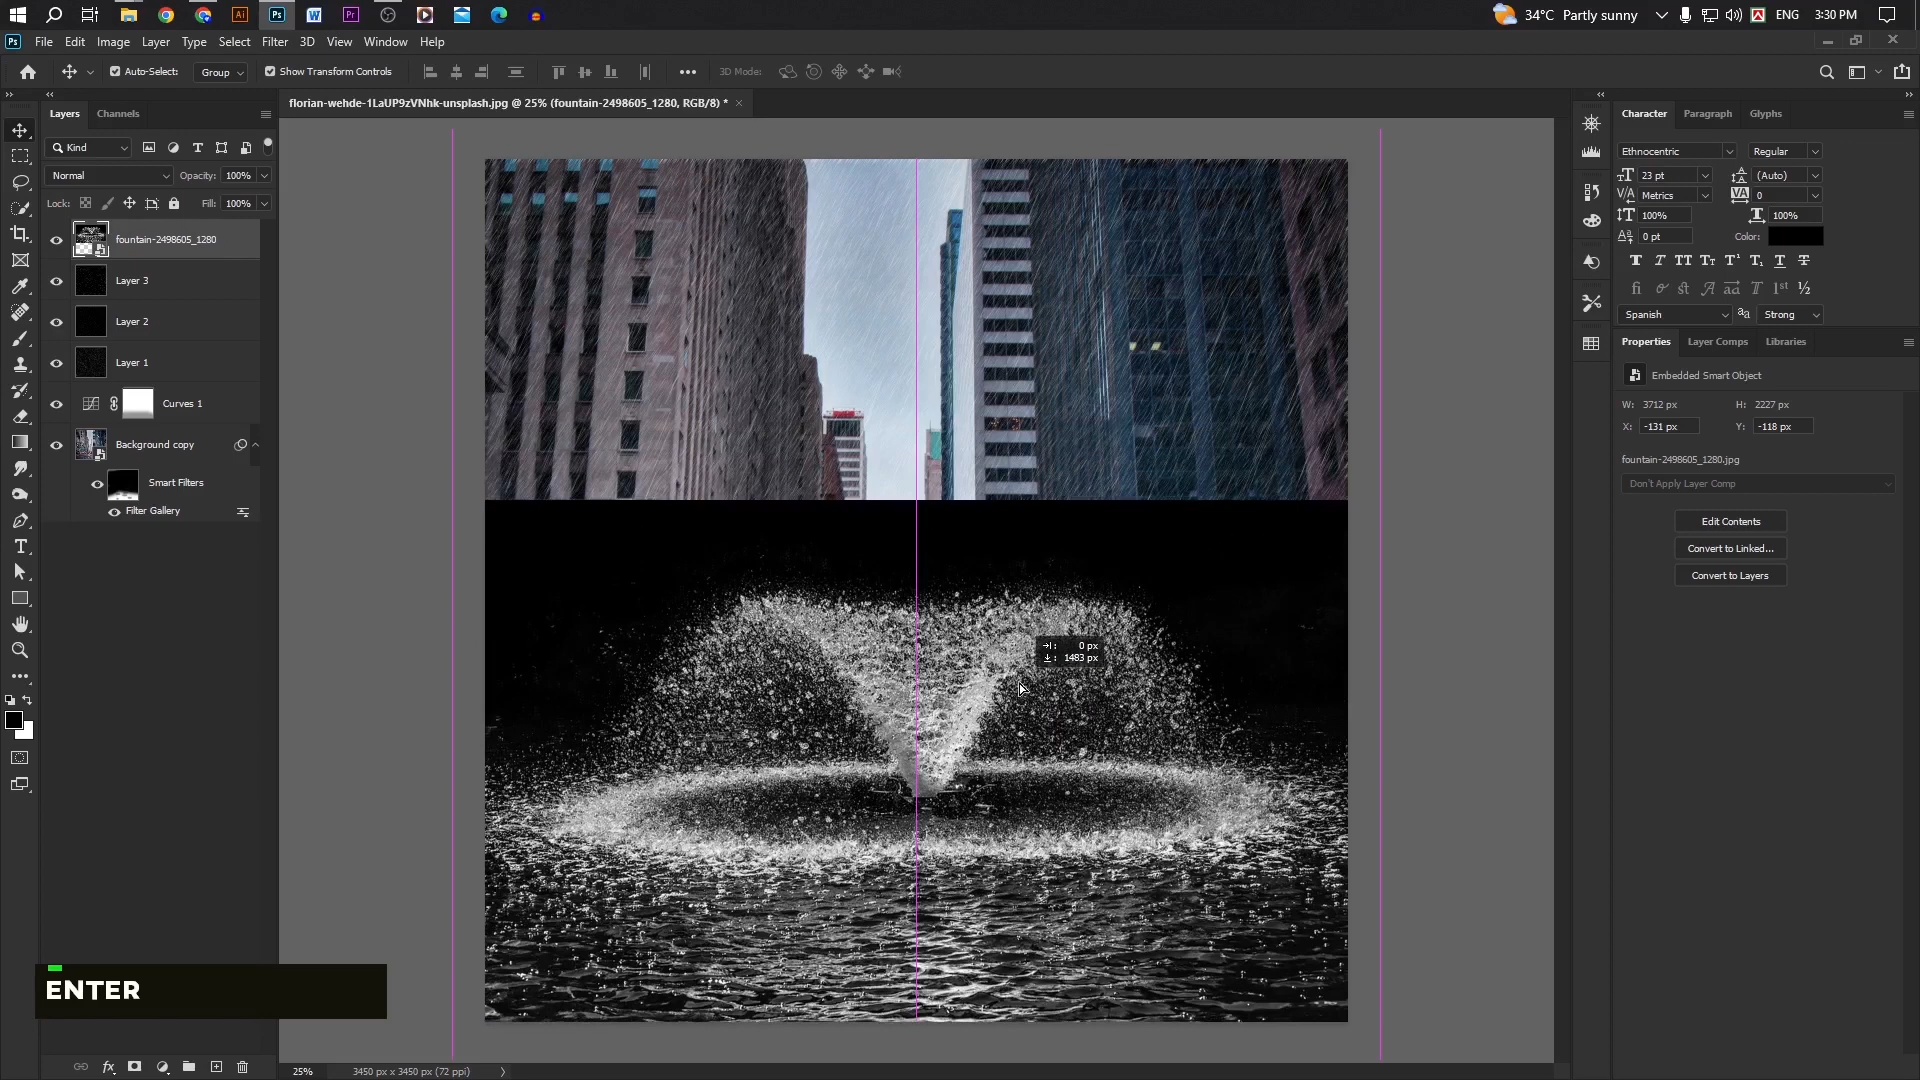 34°C Partly sunny
ENG
3:30 PM
Ps
File Edit Image Layer Type Select Filter 3D View Window Help
Auto-Select: Group Show Transform Controls 3D Mode:
florian-wehde-1LaUP9zVNhk-unsplash.jpg @ 25% (fountain-2498605_1280, RGB/8) *
Layers Channels
Kind
Normal Opacity: 100%
Lock: Fill: 100%
fountain-2498605_1280
Layer 3
Layer 2
Layer 1
Curves 1
Background copy
Smart Filters
Filter Gallery
0 px
1483 px
ENTER
25% 3450 px x 3450 px (72 ppi)
Character Paragraph Glyphs
Ethnocentric Regular
23 pt (Auto)
Metrics 0
100% 100%
0 pt Color:
Spanish Strong
Properties Layer Comps Libraries
Embedded Smart Object
W: 3712 px H: 2227 px
X: -131 px Y: -118 px
fountain-2498605_1280.jpg
Don't Apply Layer Comp
Edit Contents
Convert to Linked...
Convert to Layers